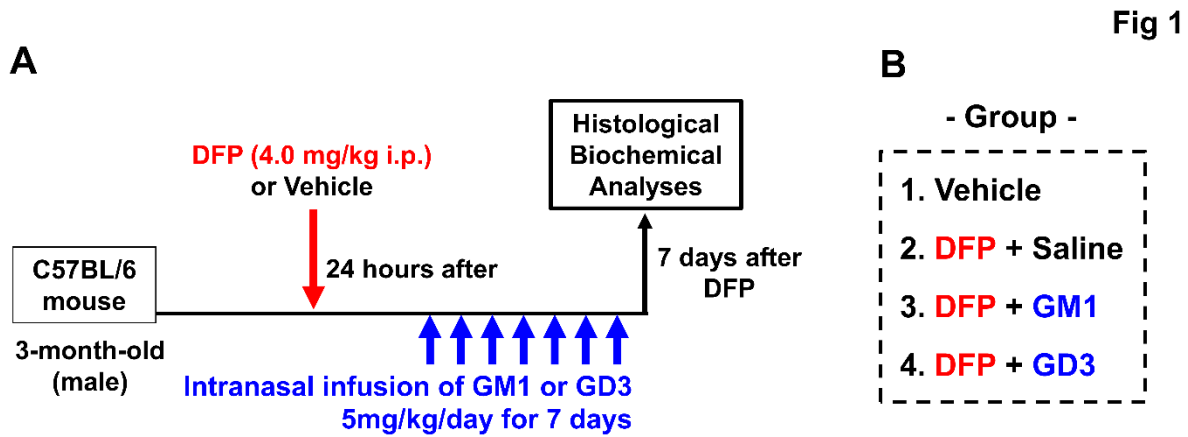 Fig 1
A
DFP (4.0 mg/kg i.p.)
or Vehicle
Histological
Biochemical
Analyses
C57BL/6
mouse
24 hours after
7 days after
DFP
3-month-old
(male)
Intranasal infusion of GM1 or GD3
5mg/kg/day for 7 days
B
- Group -
1. Vehicle
2. DFP + Saline
3. DFP + GM1
4. DFP + GD3